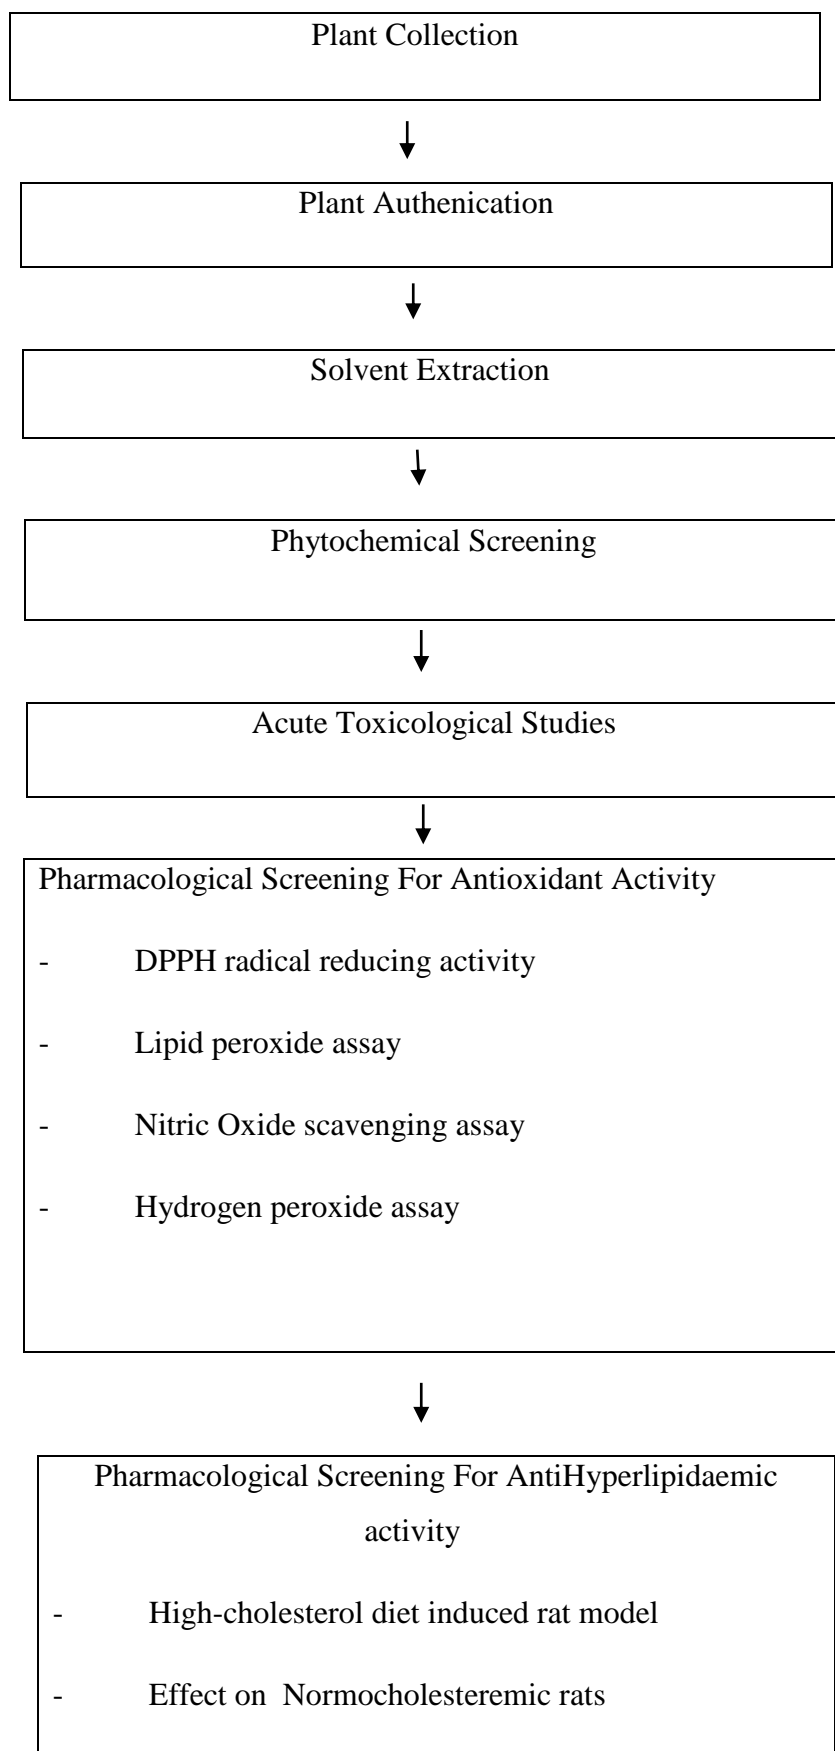 Plant Collection
Plant Authenication
Solvent Extraction
Phytochemical Screening
Acute Toxicological Studies
Pharmacological Screening For Antioxidant Activity
- DPPH radical reducing activity
- Lipid peroxide assay
- Nitric Oxide scavenging assay
- Hydrogen peroxide assay
Pharmacological Screening For AntiHyperlipidaemic
activity
- High-cholesterol diet induced rat model
- Effect on Normocholesteremic rats